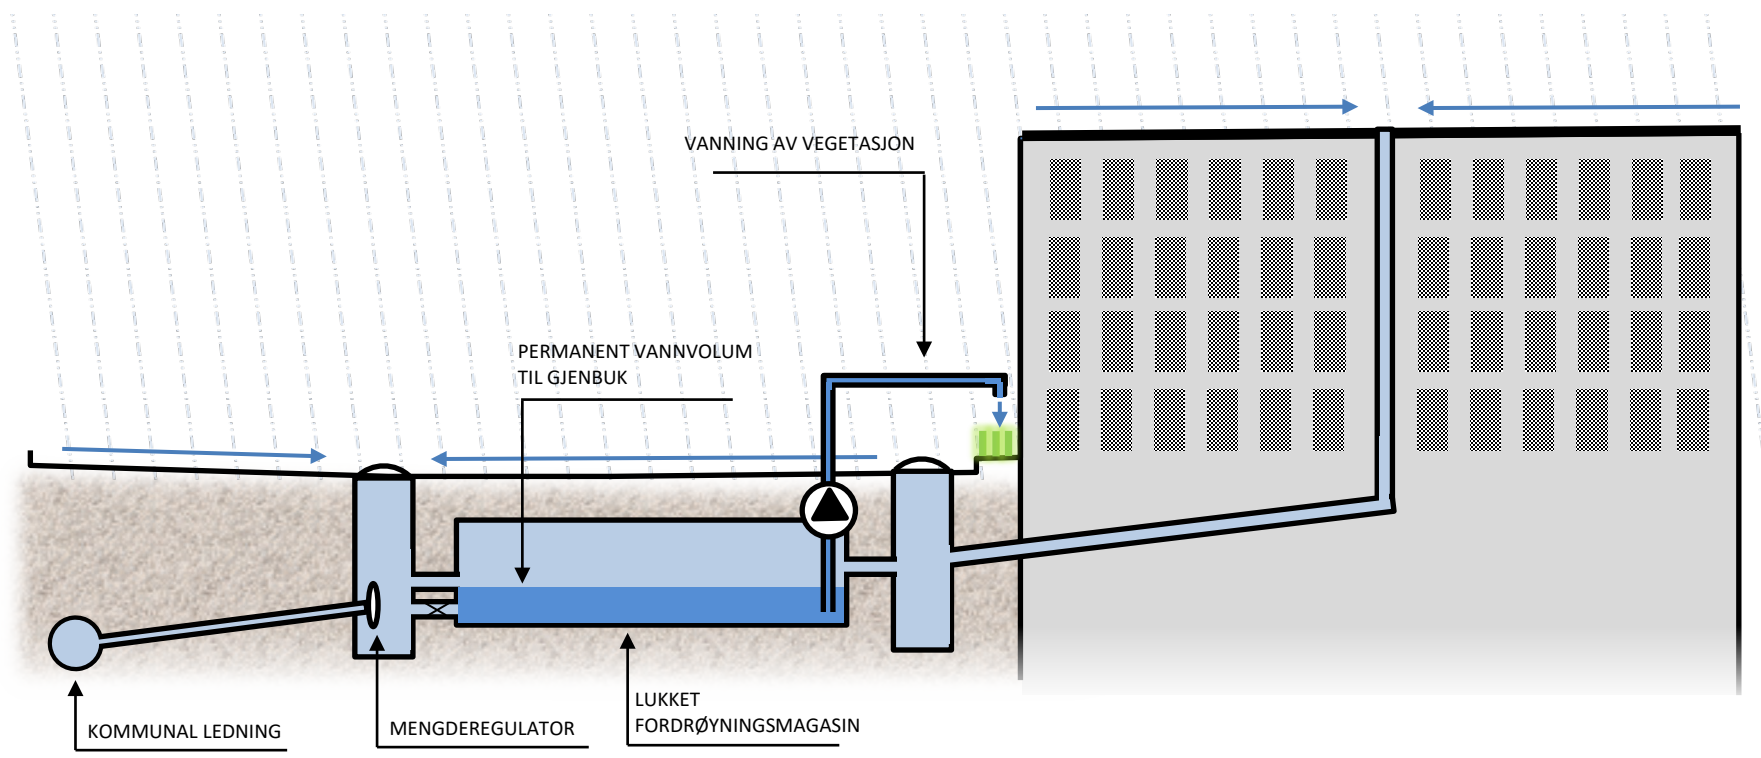 VANNING AV VEGETASJON
PERMANENT VANNVOLUM
TIL GJENBUK
KOMMUNAL LEDNING
MENGDEREGULATOR
LUKKET
FORDRØYNINGSMAGASIN